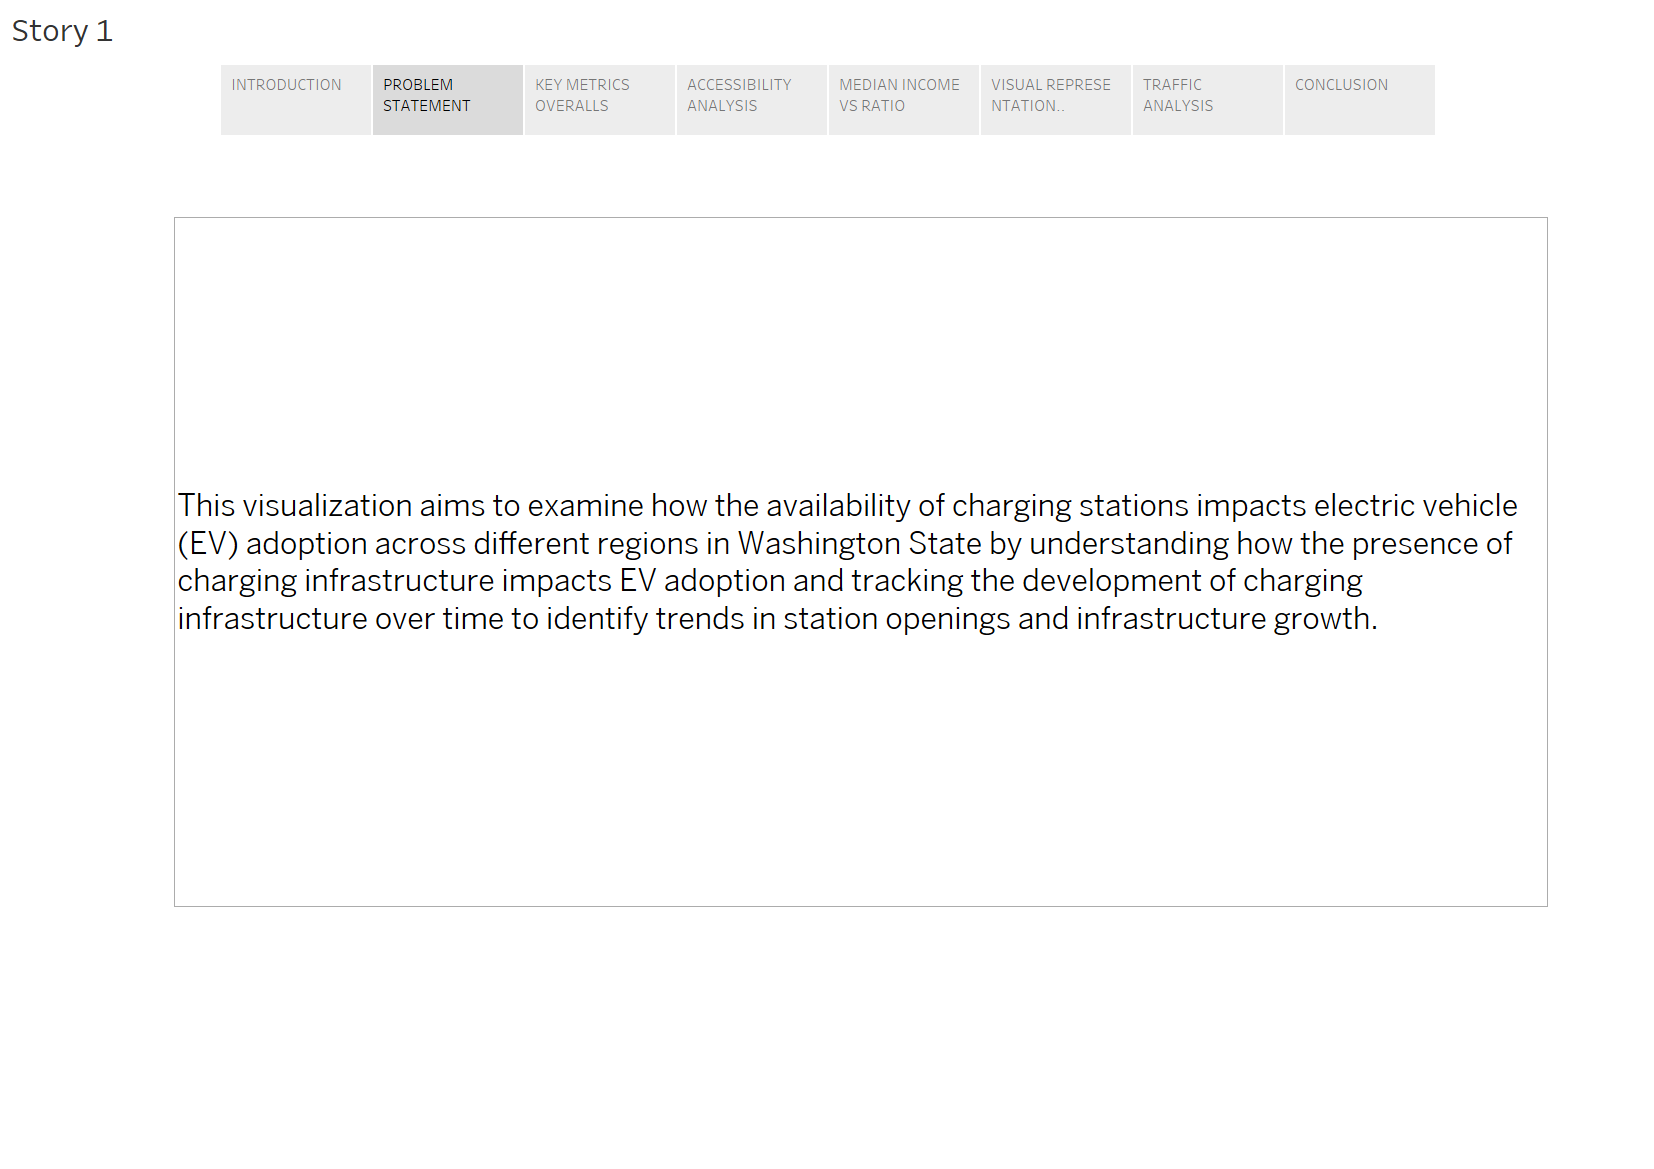 Story 1
INTRODUCTION
PROBLEM
STATEMENT
KEY METRICS
OVERALLS
ACCESSIBILITY
ANALYSIS
MEDIAN INCOME
VS RATIO
VISUAL REPRESE
NTATION..
TRAFFIC
ANALYSIS
CONCLUSION
This visualization aims to examine how the availability of charging stations impacts electric vehicle
(EV) adoption across different regions in Washington State by understanding how the presence of
charging infrastructure impacts EV adoption and tracking the development of charging
infrastructure over time to identify trends in station openings and infrastructure growth.